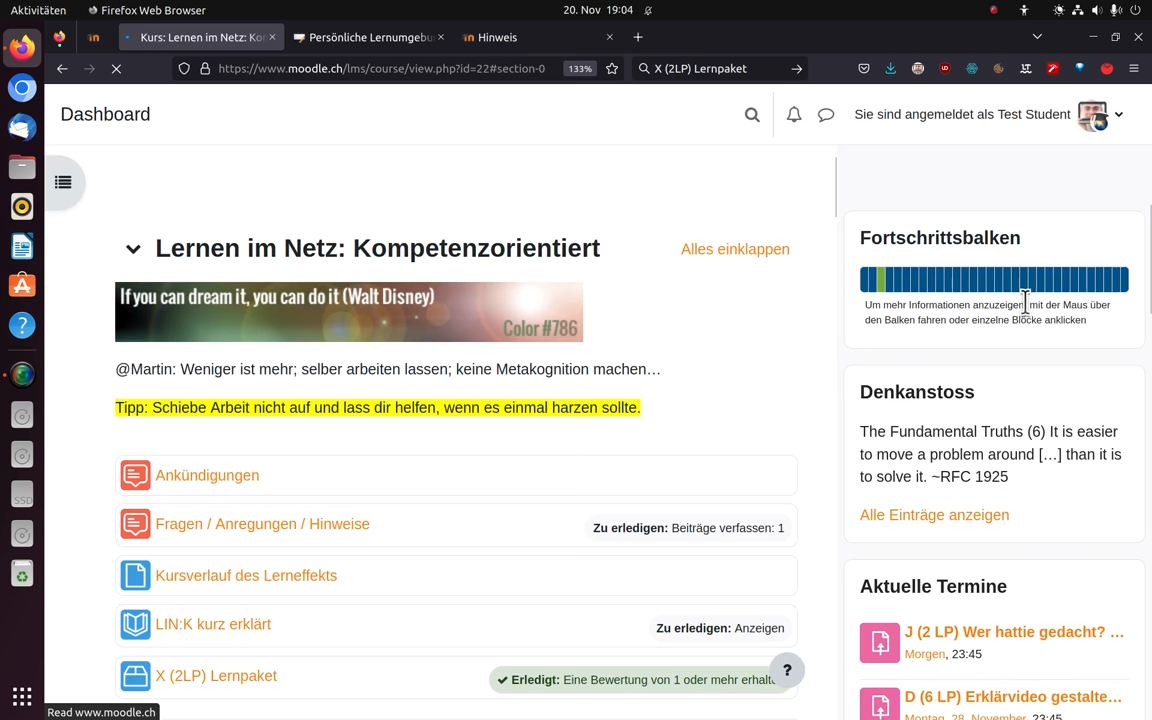 Aktivitäten
Firefox Web Browser
20. Nov 19:04
Kurs: Lernen im Netz: Ko
Persönliche Lernumgebu
Hinweis
https://www.moodle.ch/lms/course/view.php?id=22#section-0
133%
X (2LP) Lernpaket
Dashboard
Sie sind angemeldet als Test Student
Lernen im Netz: Kompetenzorientiert
Alles einklappen
If you can dream it, you can do it (Walt Disney)
Color #786
@Martin: Weniger ist mehr; selber arbeiten lassen; keine Metakognition machen…
Tipp: Schiebe Arbeit nicht auf und lass dir helfen, wenn es einmal harzen sollte.
Ankündigungen
Fragen / Anregungen / Hinweise
Zu erledigen: Beiträge verfassen: 1
Kursverlauf des Lerneffekts
LIN:K kurz erklärt
Zu erledigen: Anzeigen
X (2LP) Lernpaket
Erledigt: Eine Bewertung von 1 oder mehr erhalte
?
Fortschrittsbalken
Um mehr Informationen anzuzeigen, mit der Maus über
den Balken fahren oder einzelne Blöcke anklicken
Denkanstoss
The Fundamental Truths (6) It is easier
to move a problem around […] than it is
to solve it. ~RFC 1925
Alle Einträge anzeigen
Aktuelle Termine
J (2 LP) Wer hattie gedacht? …
Morgen, 23:45
D (6 LP) Erklärvideo gestalte…
Montag, 28. November, 23:45
SSD
Read www.moodle.ch